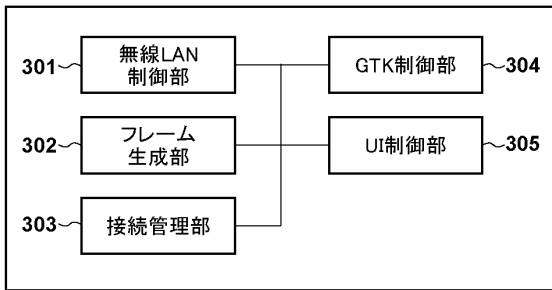 301
無線LAN
制御部
302
フレーム
生成部
303
接続管理部
GTK制御部
304
UI制御部
305